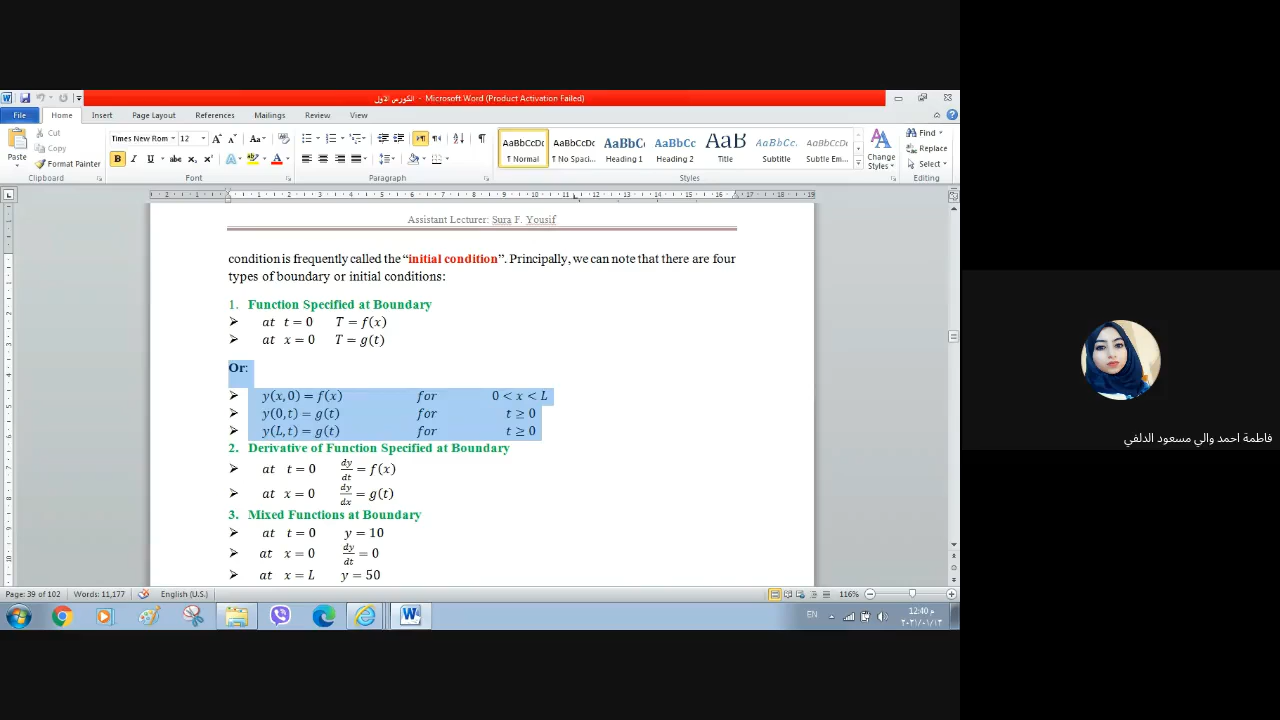 الكورس الاول - Microsoft Word (Product Activation Failed)
File Home Insert Page Layout References Mailings Review View
Paste
Cut
Copy
Format Painter
Clipboard
Times New Rom 12
Font
Paragraph
AaBbCcDc AaBbCcDc AaBbC AaBbCc AaB AaBbCc. AaBbCcDc
¶ Normal ¶ No Spaci... Heading 1 Heading 2 Title Subtitle Subtle Em...
Change Styles
Styles
Find
Replace
Select
Editing
Assistant Lecturer: Sura F. Yousif
condition is frequently called the “initial condition”. Principally, we can note that there are four
types of boundary or initial conditions:
1. Function Specified at Boundary
➢ at t = 0 T = f(x)
➢ at x = 0 T = g(t)
Or:
➢ y(x, 0) = f(x) for 0 < x < L
➢ y(0, t) = g(t) for t ≥ 0
➢ y(L, t) = g(t) for t ≥ 0
2. Derivative of Function Specified at Boundary
➢ at t = 0 dy/dt = f(x)
➢ at x = 0 dy/dx = g(t)
3. Mixed Functions at Boundary
➢ at t = 0 y = 10
➢ at x = 0 dy/dt = 0
➢ at x = L y = 50
Page: 39 of 102 Words: 11,177 English (U.S.) 116%
EN
12:40 م
٢٠٢١/٠١/١٢
فاطمة احمد والي مسعود الدلفي